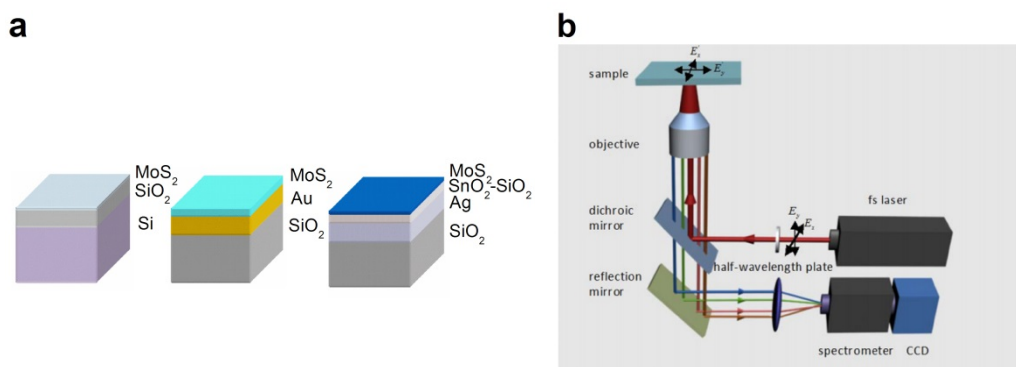 a
MoS2
SiO2
Si
MoS2
Au
SiO2
MoS2
SnO2-SiO2
Ag
SiO2
b
Ex
Ey
sample
objective
dichroic
mirror
Ey
Ex
fs laser
half-wavelength plate
reflection
mirror
spectrometer
CCD